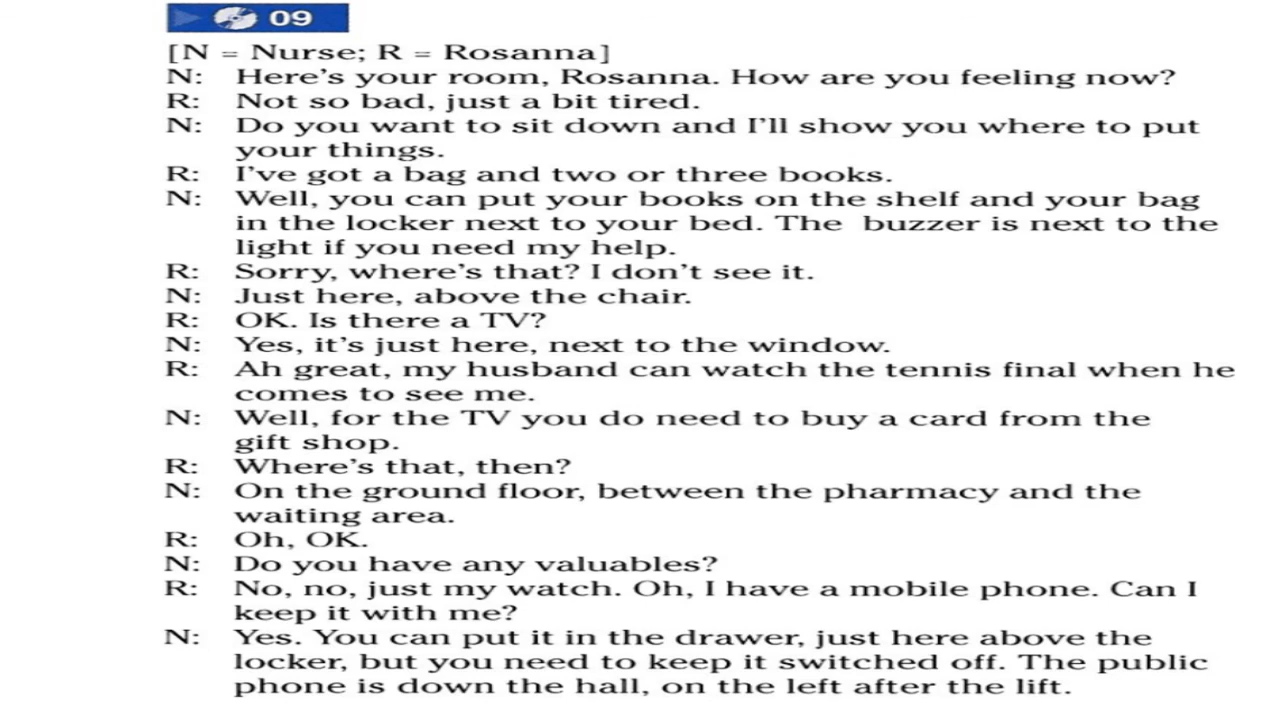 09
[N = Nurse; R = Rosanna]
N: Here's your room, Rosanna. How are you feeling now?
R: Not so bad, just a bit tired.
N: Do you want to sit down and I'll show you where to put
your things.
R: I've got a bag and two or three books.
N: Well, you can put your books on the shelf and your bag
in the locker next to your bed. The buzzer is next to the
light if you need my help.
R: Sorry, where's that? I don't see it.
N: Just here, above the chair.
R: OK. Is there a TV?
N: Yes, it's just here, next to the window.
R: Ah great, my husband can watch the tennis final when he
comes to see me.
N: Well, for the TV you do need to buy a card from the
gift shop.
R: Where's that, then?
N: On the ground floor, between the pharmacy and the
waiting area.
R: Oh, OK.
N: Do you have any valuables?
R: No, no, just my watch. Oh, I have a mobile phone. Can I
keep it with me?
N: Yes. You can put it in the drawer, just here above the
locker, but you need to keep it switched off. The public
phone is down the hall, on the left after the lift.